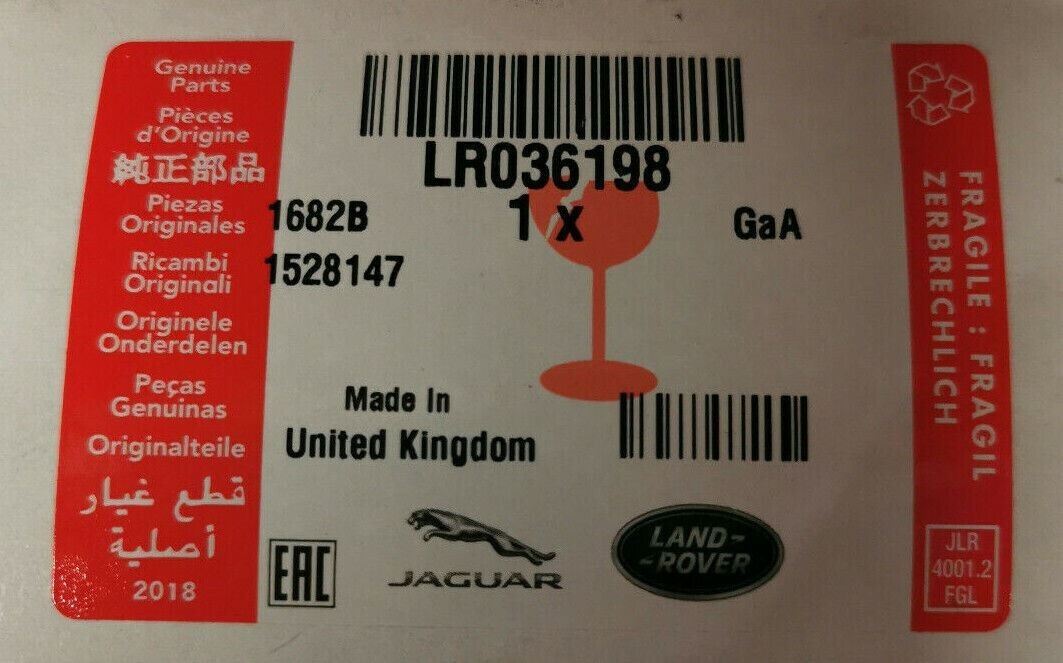 Genuine
Parts
Pièces
d'Origine
純正部品
Piezas
Originales
Ricambi
Originali
Originele
Onderdelen
Peças
Genuinas
Originalteile
قطع غيار
أصلية
2018
LR036198
1682B
1 x
GaA
1528147
Made In
United Kingdom
EAC
JAGUAR
LAND-
-ROVER
FRAGILE : FRAGIL
ZERBRECHLICH
JLR
4001.2
FGL